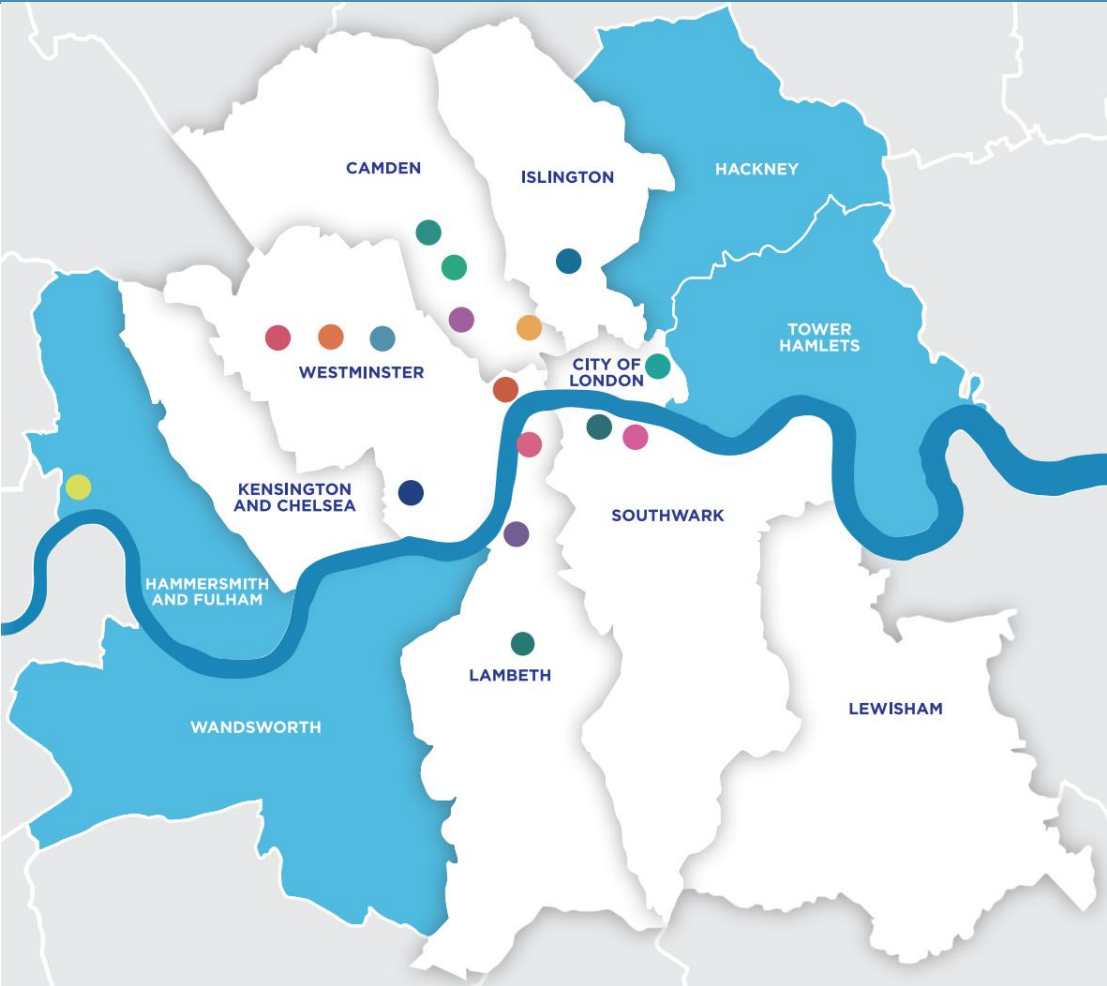 CAMDEN
ISLINGTON
HACKNEY
TOWER
HAMLETS
CITY OF
LONDON
WESTMINSTER
KENSINGTON
AND CHELSEA
SOUTHWARK
HAMMERSMITH
AND FULHAM
LAMBETH
LEWISHAM
WANDSWORTH